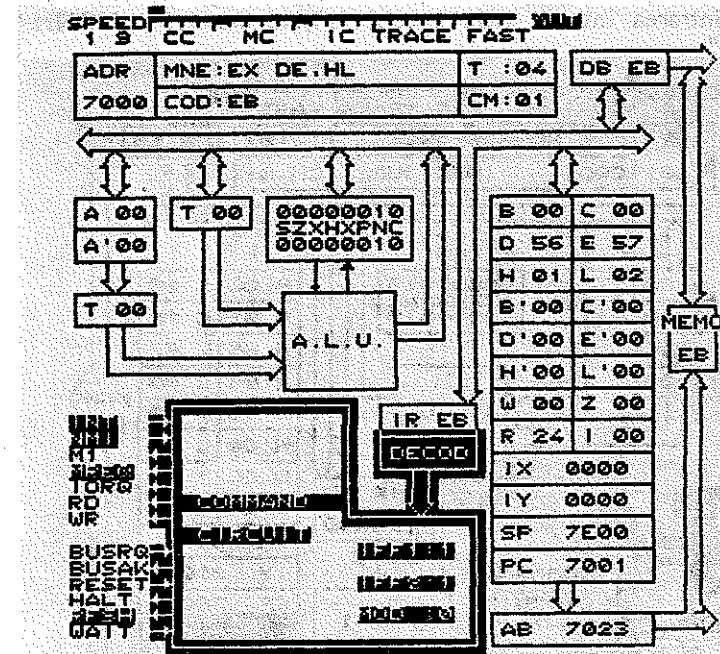 SPEED
1 9 CC MC IC TRACE FAST
ADR MNE:EX DE,HL T :04 DB EB
7000 COD:EB CM:01
A 00 T 00 00000010 B 00 C 00
SZXHXPNC
A'00 00000010 D 56 E 57
H 01 L 02
T 00 B'00 C'00
MEMO
A.L.U. D'00 E'00
EB
H'00 L'00
W 00 Z 00
IR EB
R 24 I 00
DECOD
M1
IX 0000
RD COMMAND IY 0000
WR
CIRCUIT SP 7E00
BUSRQ
BUSAK PC 7001
RESET
HALT
AB 7023